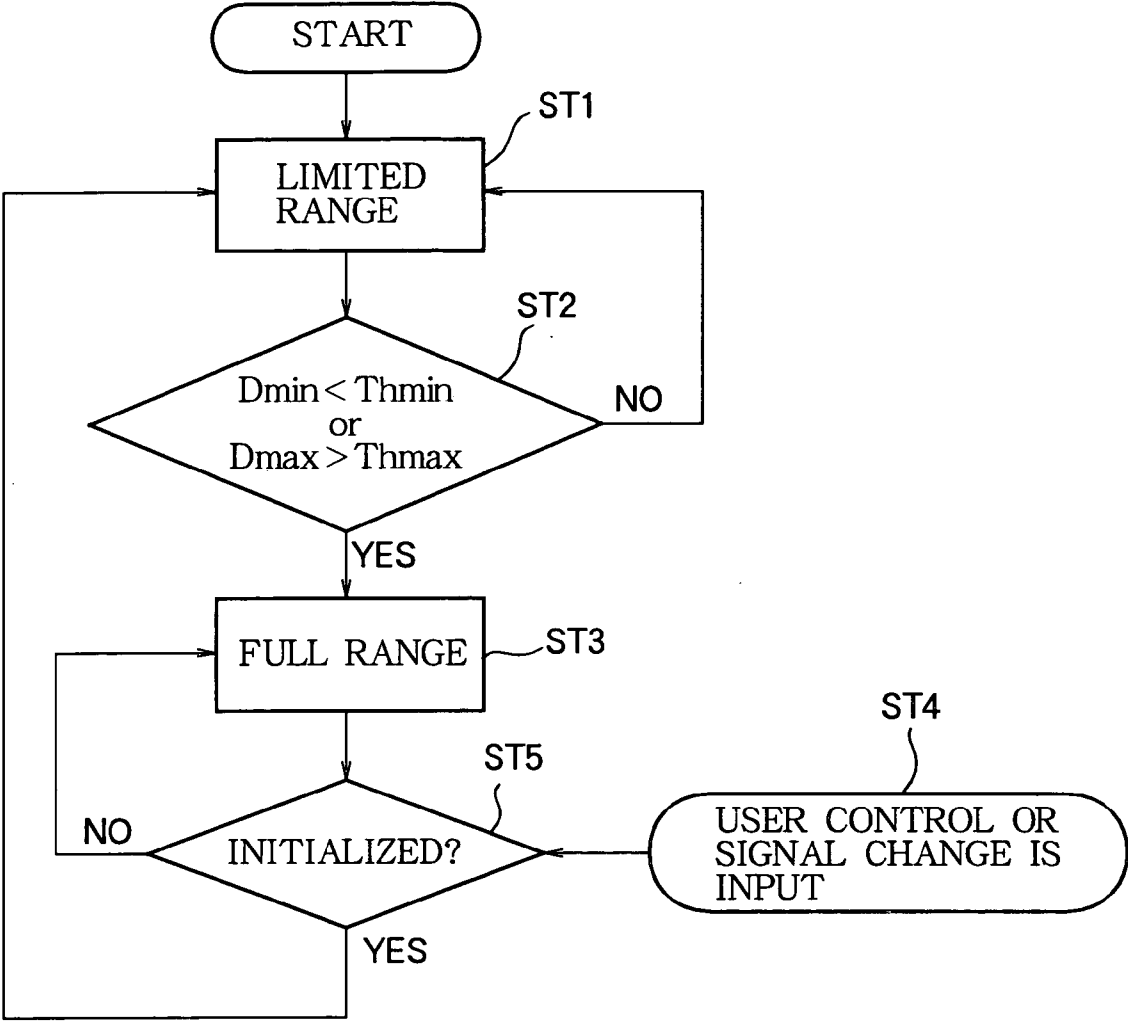 START
ST1
LIMITED
RANGE
ST2
Dmin < Thmin
or
Dmax > Thmax
NO
YES
FULL RANGE
ST3
ST4
ST5
NO
INITIALIZED?
USER CONTROL OR
SIGNAL CHANGE IS
INPUT
YES